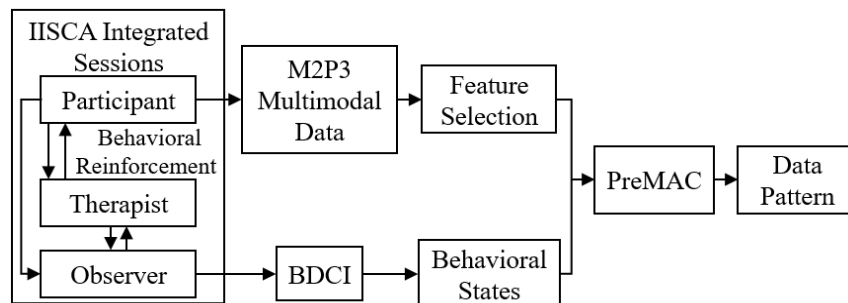 IISCA Integrated
Sessions
Participant
Behavioral
Reinforcement
Therapist
Observer
M2P3
Multimodal
Data
Feature
Selection
BDCI
Behavioral
States
PreMAC
Data
Pattern